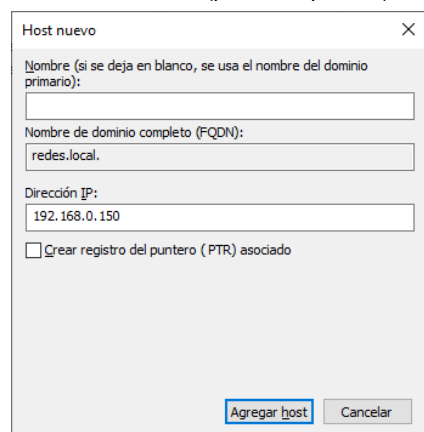 Host nuevo
Nombre (si se deja en blanco, se usa el nombre del dominio
primario):
Nombre de dominio completo (FQDN):
redes.local.
Dirección IP:
192.168.0.150
Crear registro del puntero (PTR) asociado
Agregar host Cancelar